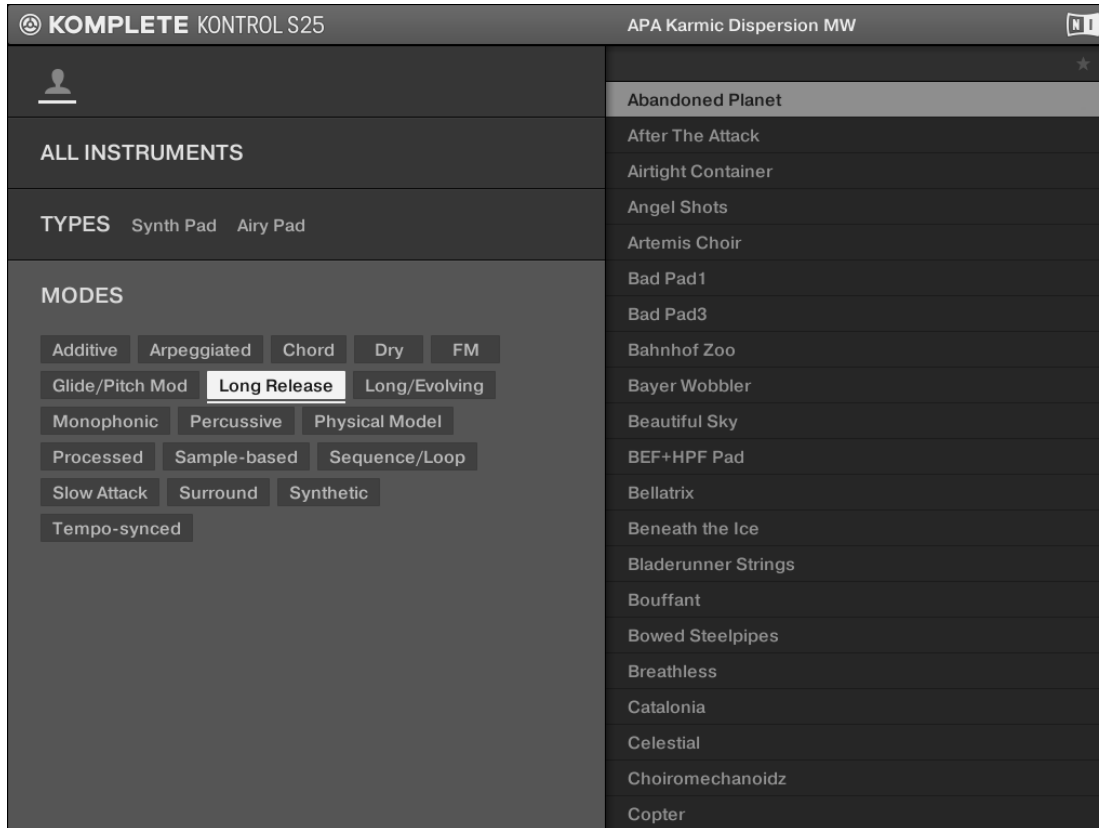 KOMPLETE KONTROL S25
APA Karmic Dispersion MW
NI
ALL INSTRUMENTS
TYPES Synth Pad Airy Pad
MODES
Additive Arpeggiated Chord Dry FM
Glide/Pitch Mod Long Release Long/Evolving
Monophonic Percussive Physical Model
Processed Sample-based Sequence/Loop
Slow Attack Surround Synthetic
Tempo-synced
Abandoned Planet
After The Attack
Airtight Container
Angel Shots
Artemis Choir
Bad Pad1
Bad Pad3
Bahnhof Zoo
Bayer Wobbler
Beautiful Sky
BEF+HPF Pad
Bellatrix
Beneath the Ice
Bladerunner Strings
Bouffant
Bowed Steelpipes
Breathless
Catalonia
Celestial
Choiromechanoidz
Copter